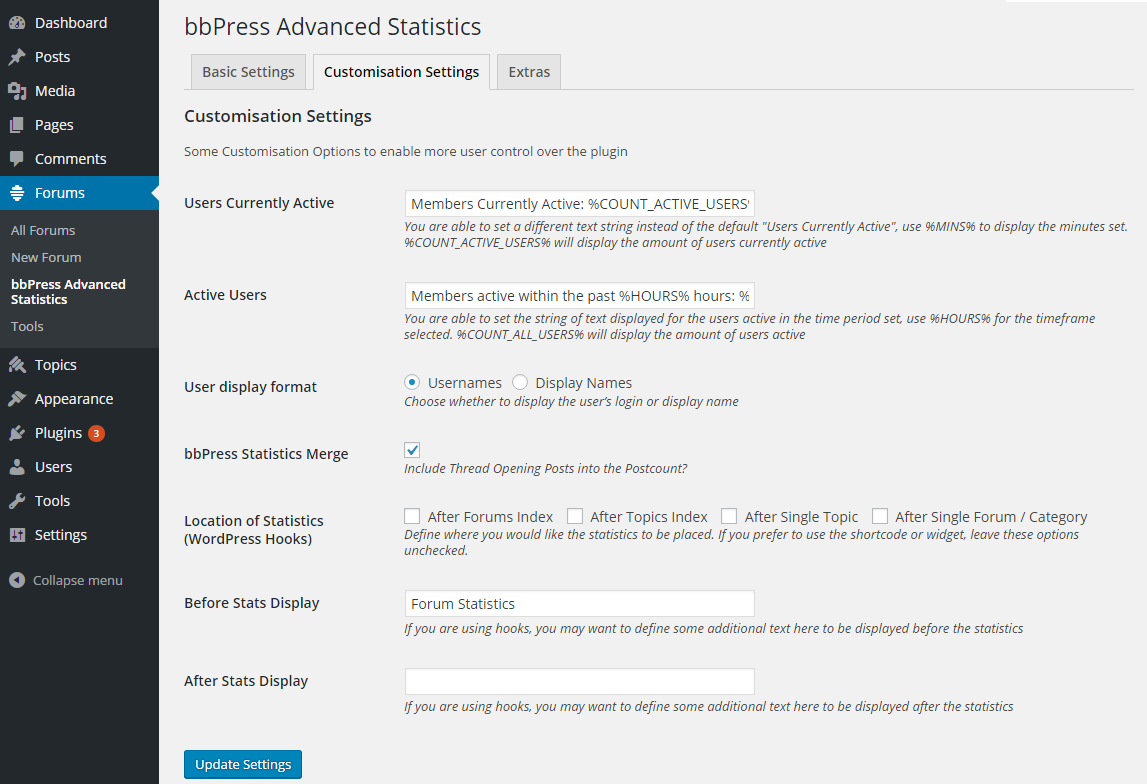 Dashboard
Posts
Media
Pages
Comments
Forums
All Forums
New Forum
bbPress Advanced
Statistics
Tools
Topics
Appearance
Plugins 3
Users
Tools
Settings
Collapse menu
bbPress Advanced Statistics
Basic Settings Customisation Settings Extras
Customisation Settings
Some Customisation Options to enable more user control over the plugin
Users Currently Active Members Currently Active: %COUNT_ACTIVE_USERS%
You are able to set a different text string instead of the default "Users Currently Active", use %MINS% to display the minutes set.
%COUNT_ACTIVE_USERS% will display the amount of users currently active
Active Users Members active within the past %HOURS% hours: %
You are able to set the string of text displayed for the users active in the time period set, use %HOURS% for the timeframe
selected. %COUNT_ALL_USERS% will display the amount of users active
User display format Usernames Display Names
Choose whether to display the user's login or display name
bbPress Statistics Merge
Include Thread Opening Posts into the Postcount?
Location of Statistics After Forums Index After Topics Index After Single Topic After Single Forum / Category
(WordPress Hooks) Define where you would like the statistics to be placed. If you prefer to use the shortcode or widget, leave these options
unchecked.
Before Stats Display Forum Statistics
If you are using hooks, you may want to define some additional text here to be displayed before the statistics
After Stats Display
If you are using hooks, you may want to define some additional text here to be displayed after the statistics
Update Settings